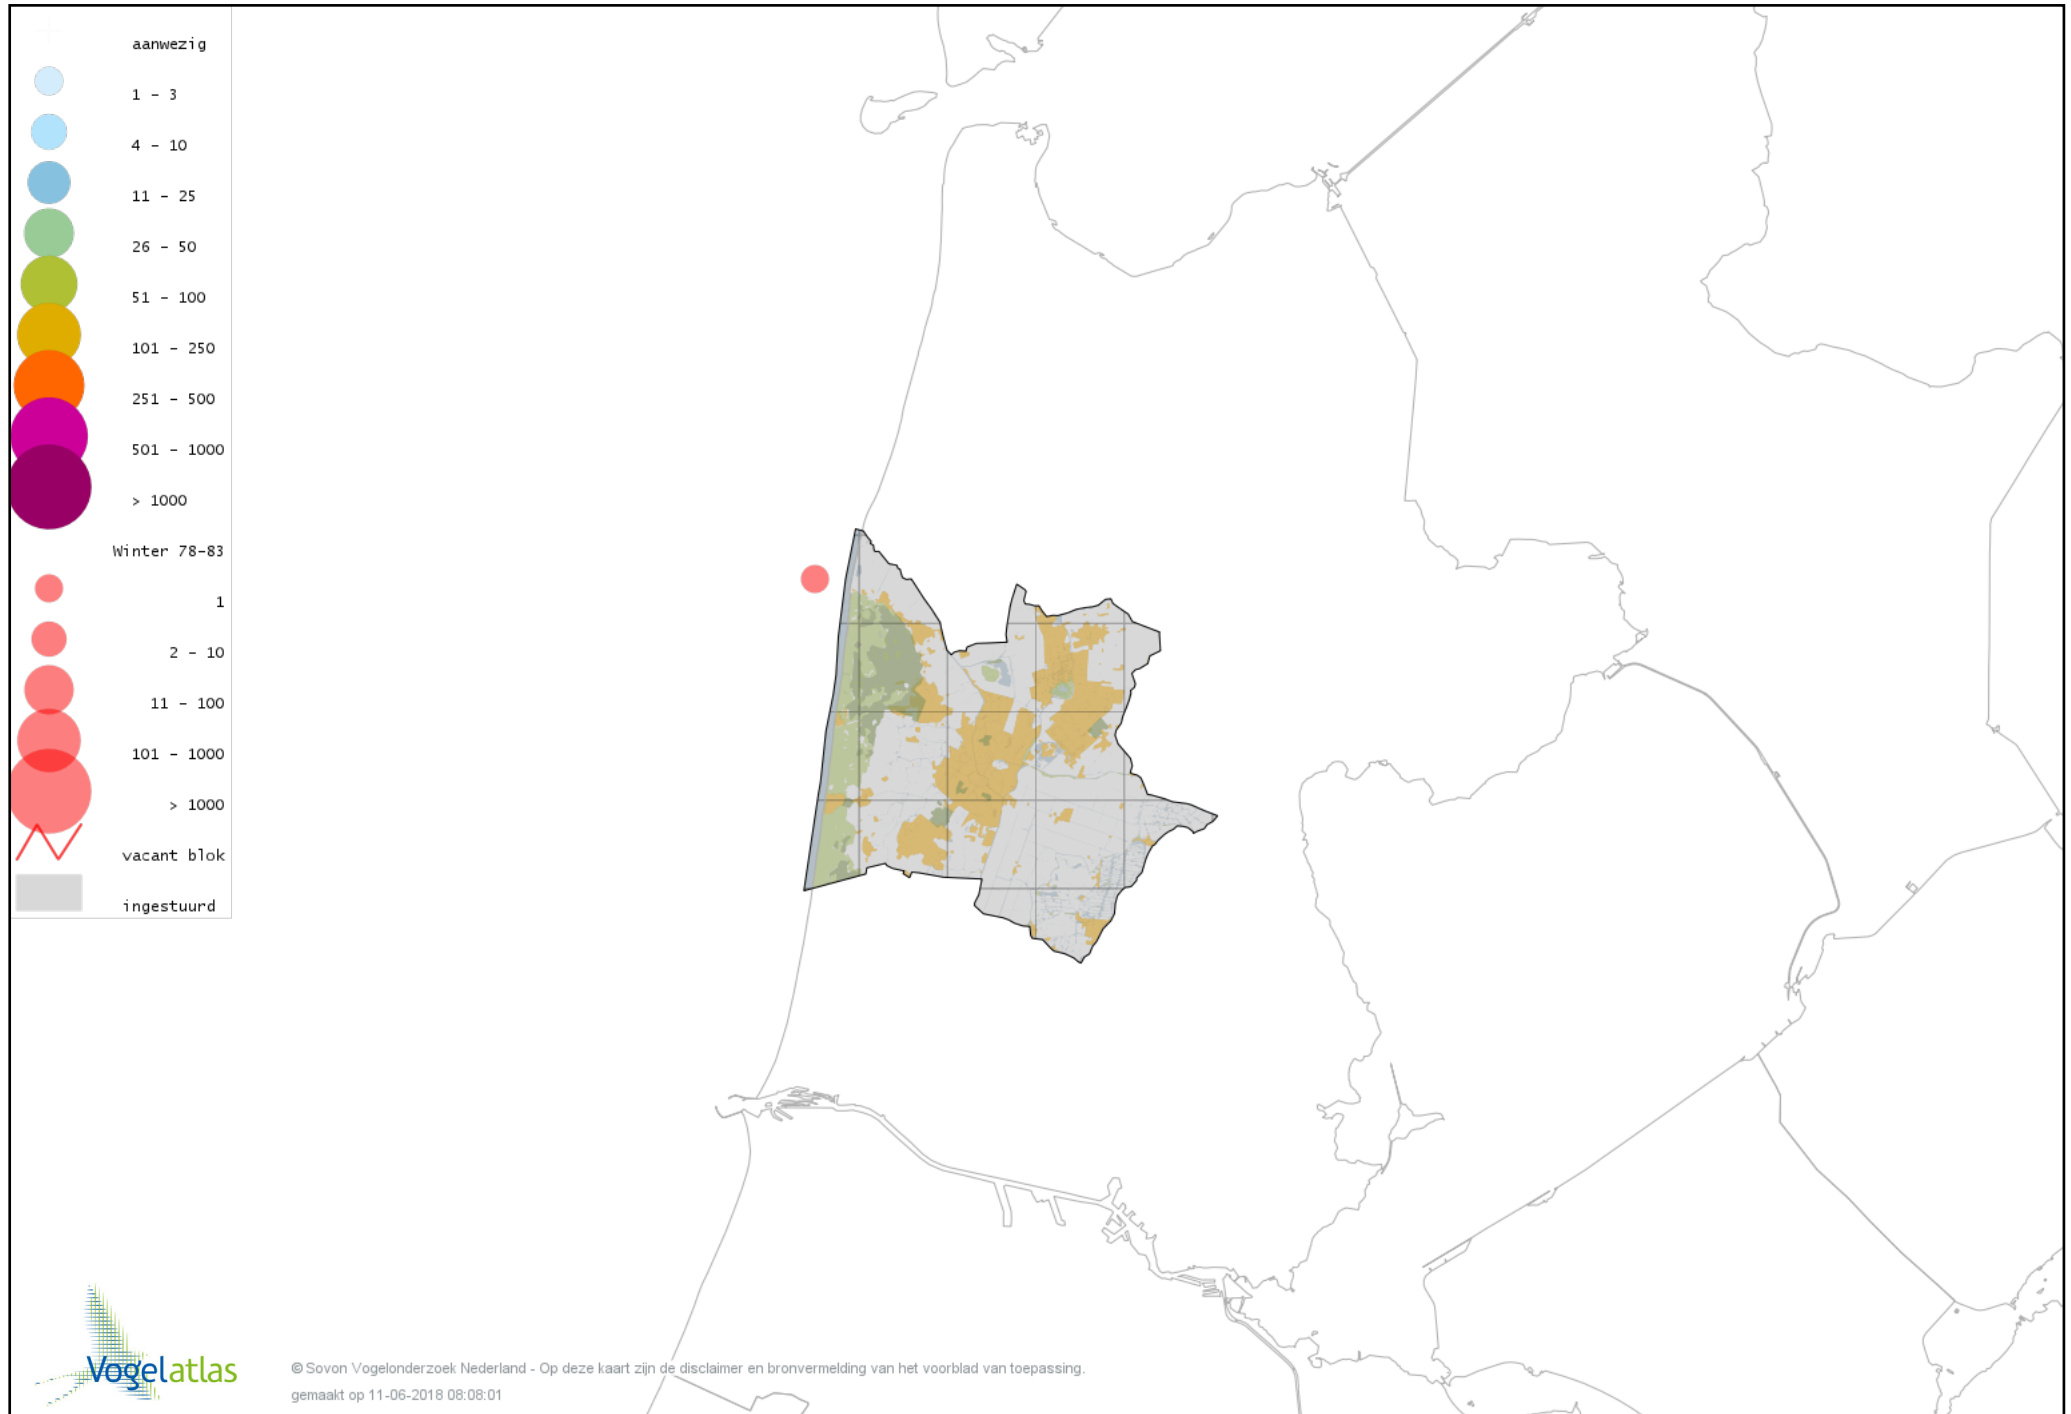 aanwezig
1 - 3
4 - 10
11 - 25
26 - 50
51 - 100
101 - 250
251 - 500
501 - 1000
> 1000
Winter 78-83
1
2 - 10
11 - 100
101 - 1000
> 1000
vacant blok
ingestuurd
Vogelatlas
© Sovon Vogelonderzoek Nederland - Op deze kaart zijn de disclaimer en bronvermelding van het voorblad van toepassing.
gemaakt op 11-06-2018 08:08:01